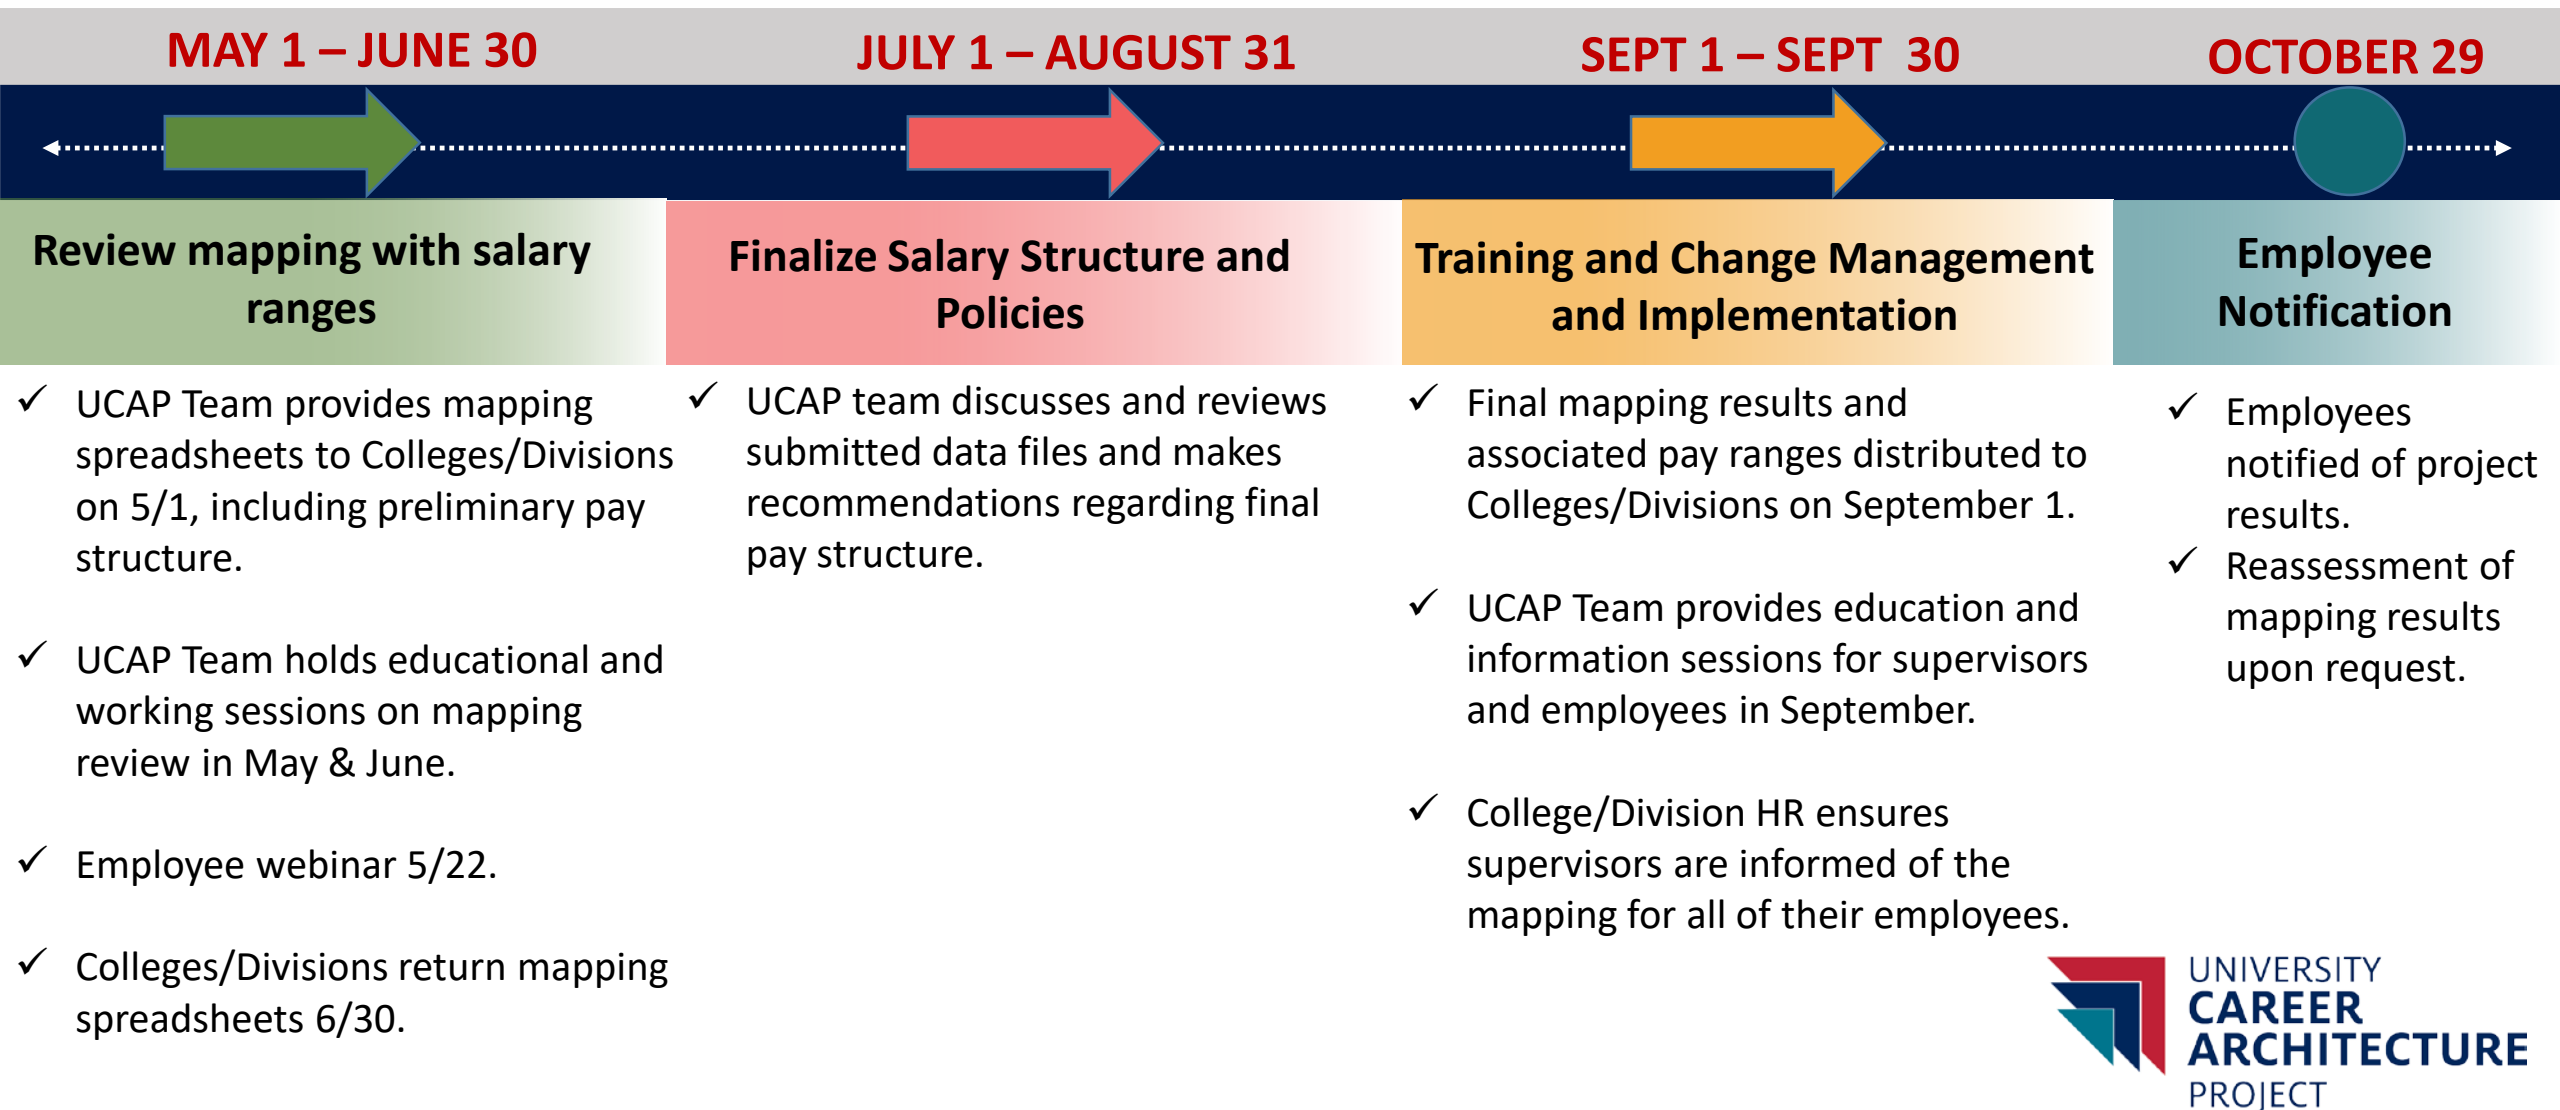 MAY 1 – JUNE 30
JULY 1 – AUGUST 31
SEPT 1 – SEPT 30
OCTOBER 29
Review mapping with salary
ranges
Finalize Salary Structure and
Policies
Training and Change Management
and Implementation
Employee
Notification
✓ UCAP Team provides mapping
spreadsheets to Colleges/Divisions
on 5/1, including preliminary pay
structure.
✓ UCAP Team holds educational and
working sessions on mapping
review in May & June.
✓ Employee webinar 5/22.
✓ Colleges/Divisions return mapping
spreadsheets 6/30.
✓ UCAP team discusses and reviews
submitted data files and makes
recommendations regarding final
pay structure.
✓ Final mapping results and
associated pay ranges distributed to
Colleges/Divisions on September 1.
✓ UCAP Team provides education and
information sessions for supervisors
and employees in September.
✓ College/Division HR ensures
supervisors are informed of the
mapping for all of their employees.
✓ Employees
notified of project
results.
✓ Reassessment of
mapping results
upon request.
UNIVERSITY
CAREER
ARCHITECTURE
PROJECT